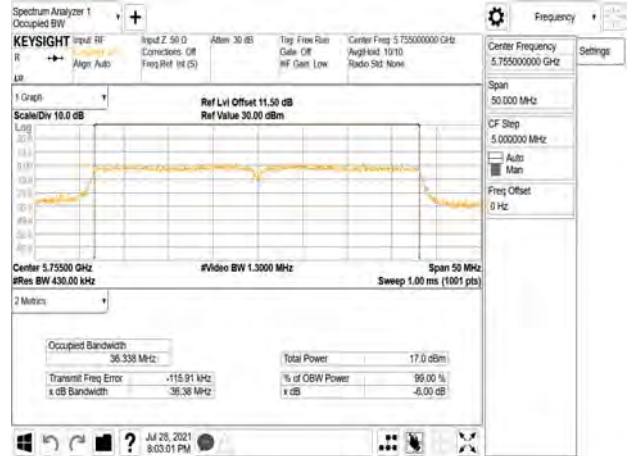 Spectrum Analyzer 1
Occupied BW
Frequency
KEYSIGHT
Input: RF
Input Z: 50 Ω
Atten: 30 dB
Trig: Free Run
Center Freq: 5.755000000 GHz
R
Corrections: Off
Gate: Off
Avg|Hold: 10/10
Align: Auto
Freq Ref: Int (S)
#IF Gain: Low
Radio Std: None
Center Frequency
5.755000000 GHz
Settings
Span
50.000 MHz
CF Step
5.000000 MHz
Auto
Man
Freq Offset
0 Hz
1 Graph
Ref Lvl Offset 11.50 dB
Scale/Div 10.0 dB
Ref Value 30.00 dBm
Log
Center 5.75500 GHz
#Video BW 1.3000 MHz
Span 50 MHz
#Res BW 430.00 kHz
Sweep 1.00 ms (1001 pts)
2 Metrics
Occupied Bandwidth
36.338 MHz
Total Power
17.0 dBm
Transmit Freq Error
-115.91 kHz
% of OBW Power
99.00 %
x dB Bandwidth
36.38 MHz
x dB
-6.00 dB
Jul 28, 2021
8:03:01 PM